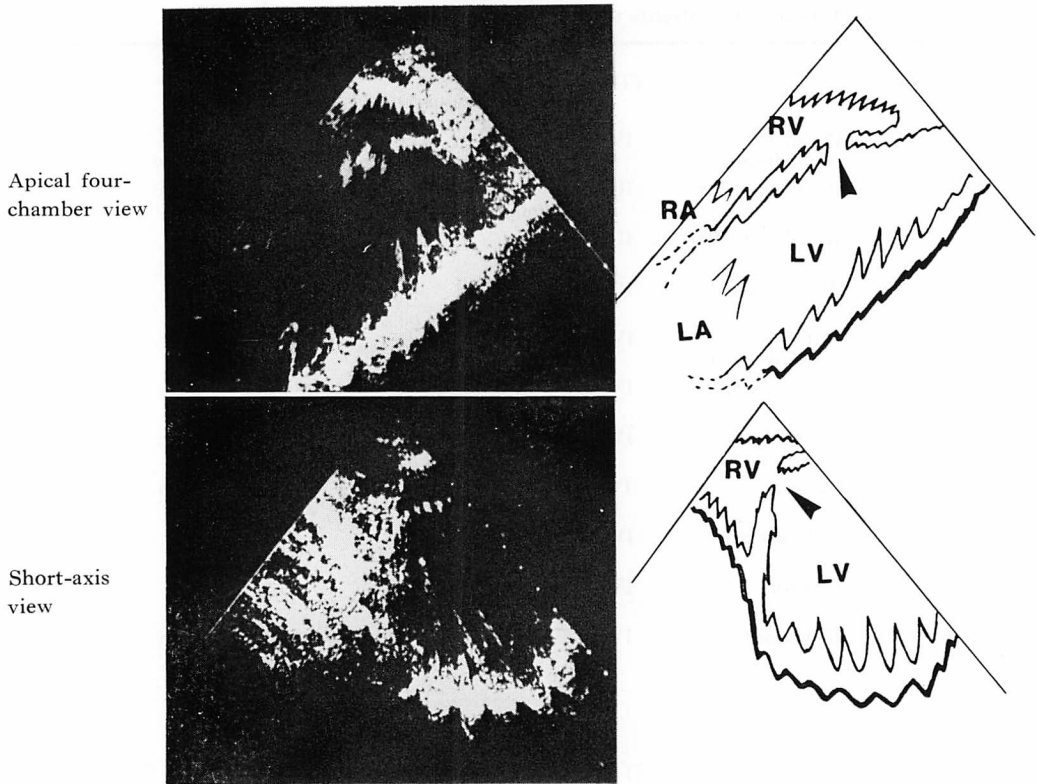 Apical four-
chamber view
RV
RA
LV
LA
Short-axis
view
RV
LV